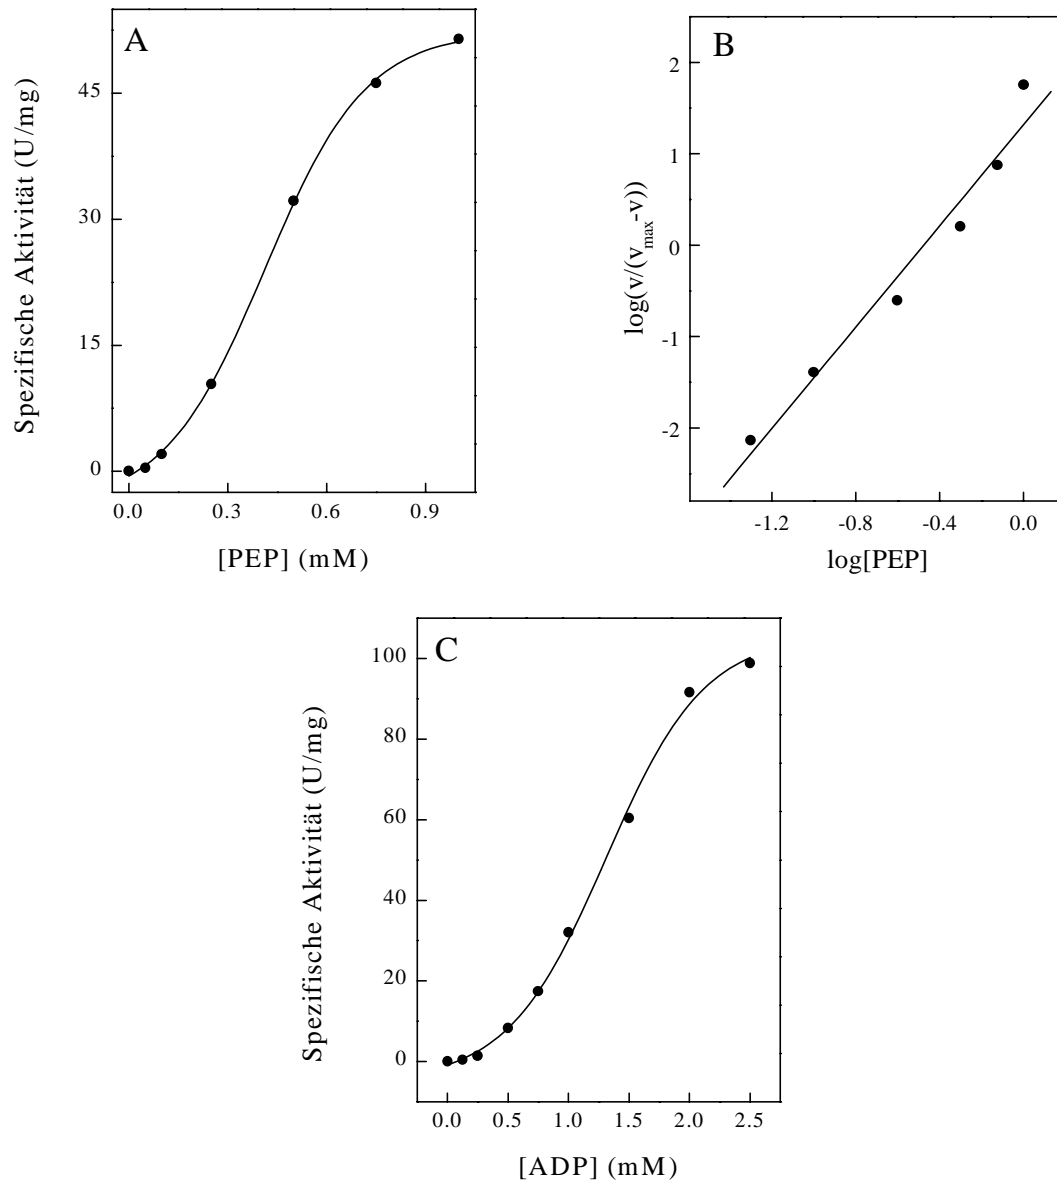 A
45
30
15
0
Spezifische Aktivität (U/mg)
0.0 0.3 0.6 0.9
[PEP] (mM)
B
2
1
0
-1
-2
log(v/(vmax-v))
-1.2 -0.8 -0.4 0.0
log[PEP]
C
100
80
60
40
20
0
Spezifische Aktivität (U/mg)
0.0 0.5 1.0 1.5 2.0 2.5
[ADP] (mM)